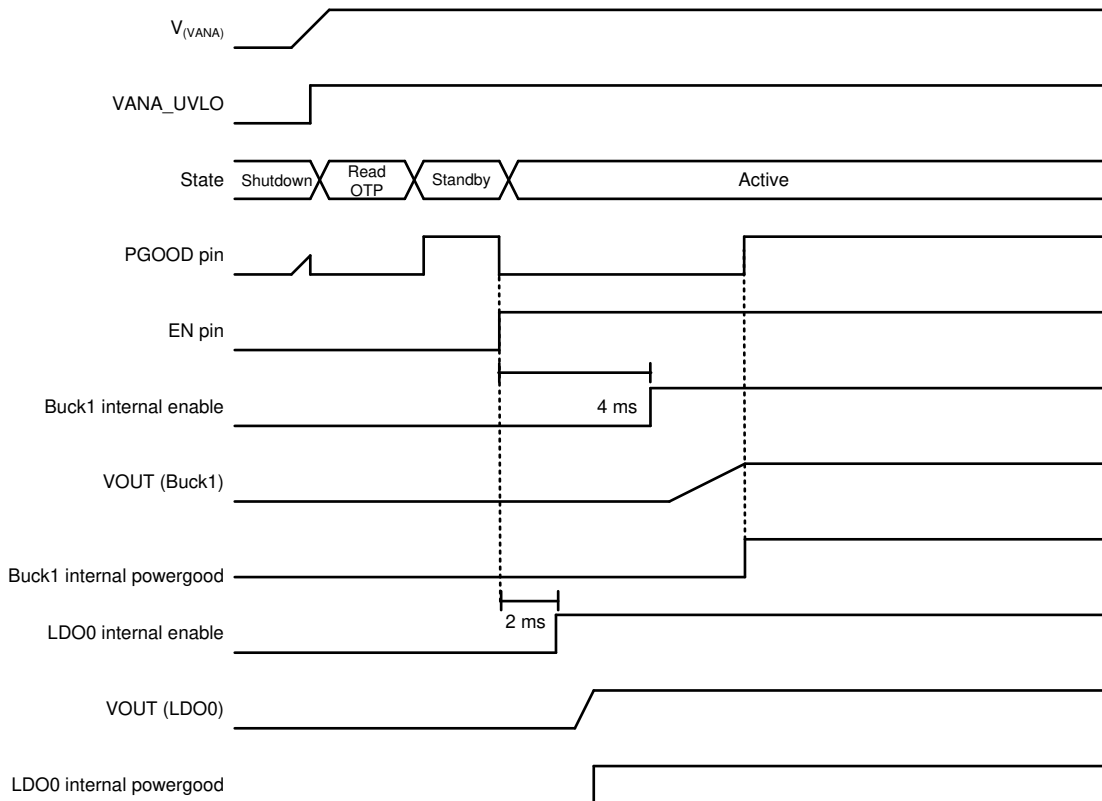 V(VANA)
VANA_UVLO
State
Shutdown
Read
OTP
Standby
Active
PGOOD pin
EN pin
Buck1 internal enable
4 ms
VOUT (Buck1)
Buck1 internal powergood
2 ms
LDO0 internal enable
VOUT (LDO0)
LDO0 internal powergood